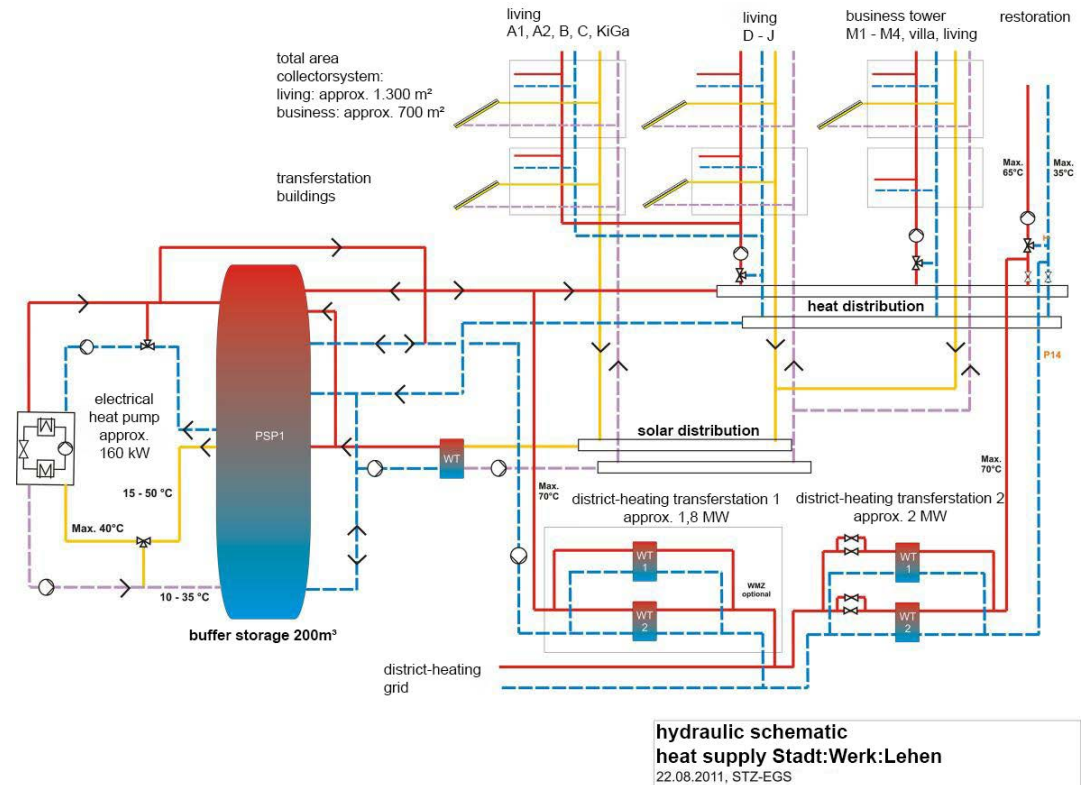 living
A1, A2, B, C, KiGa
living
D - J
business tower
M1 - M4, villa, living
restoration
total area
collectorsystem:
living: approx. 1.300 m²
business: approx. 700 m²
transferstation
buildings
Max.
65°C
Max.
35°C
heat distribution
P14
electrical
heat pump
approx.
160 kW
PSP1
solar distribution
WT
15 - 50 °C
Max. 40°C
10 - 35 °C
Max.
70°C
Max.
70°C
district-heating transferstation 1
approx. 1,8 MW
district-heating transferstation 2
approx. 2 MW
WT
1
WT
2
WMZ
optional
WT
1
WT
2
buffer storage 200m³
district-heating
grid
hydraulic schematic
heat supply Stadt:Werk:Lehen
22.08.2011, STZ-EGS